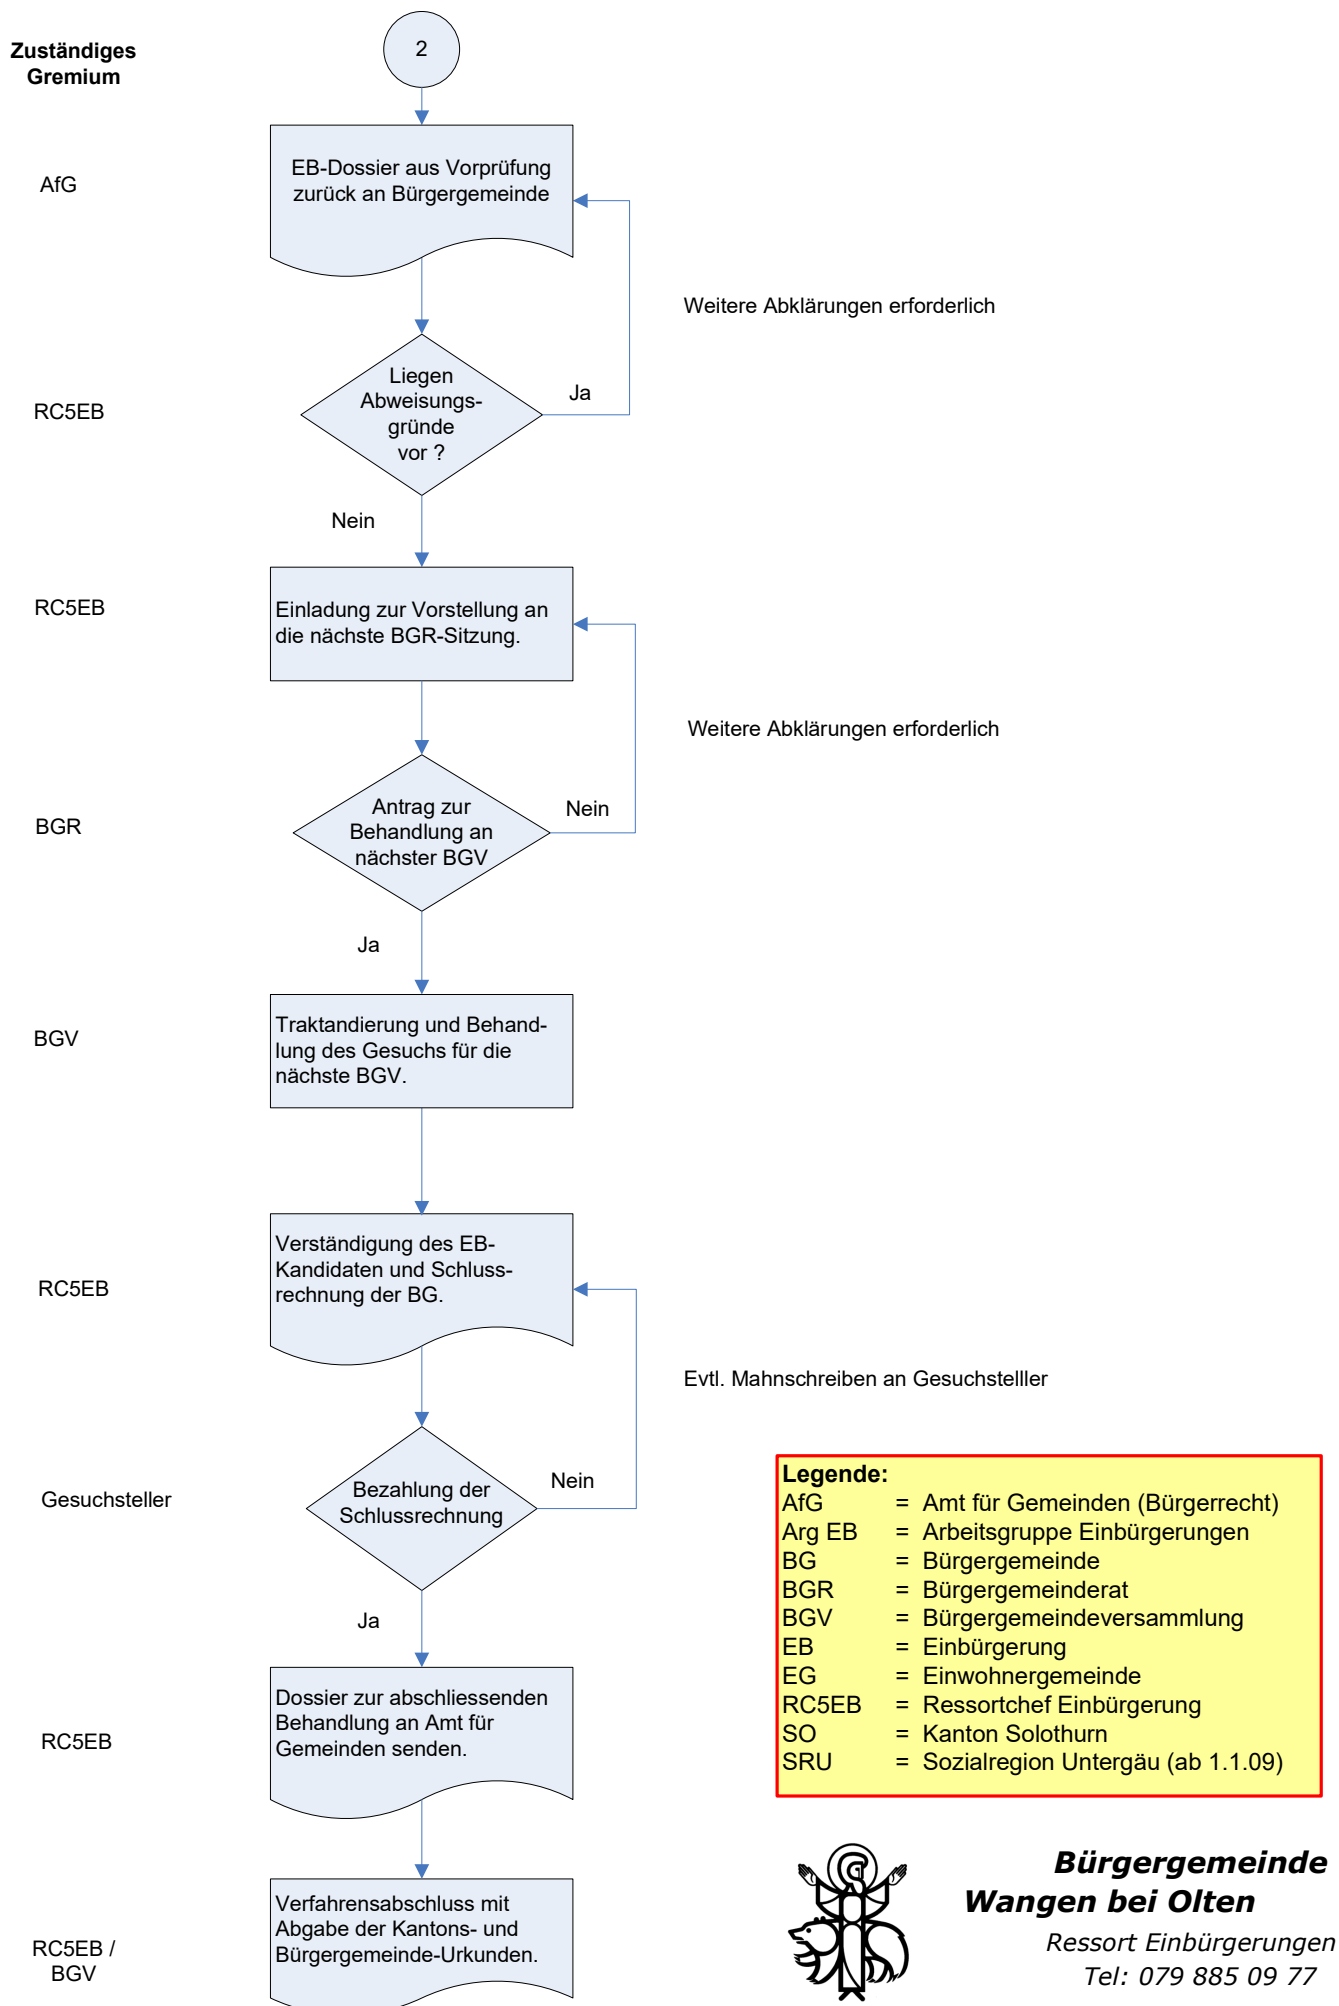 Zuständiges
Gremium
2
AfG
EB-Dossier aus Vorprüfung
zurück an Bürgergemeinde
Weitere Abklärungen erforderlich
RC5EB
Liegen
Abweisungs-
gründe
vor ?
Ja
Nein
RC5EB
Einladung zur Vorstellung an
die nächste BGR-Sitzung.
Weitere Abklärungen erforderlich
BGR
Antrag zur
Behandlung an
nächster BGV
Nein
Ja
BGV
Traktandierung und Behand-
lung des Gesuchs für die
nächste BGV.
RC5EB
Verständigung des EB-
Kandidaten und Schluss-
rechnung der BG.
Evtl. Mahnschreiben an Gesuchstelller
Gesuchsteller
Bezahlung der
Schlussrechnung
Nein
Ja
RC5EB
Dossier zur abschliessenden
Behandlung an Amt für
Gemeinden senden.
RC5EB /
BGV
Verfahrensabschluss mit
Abgabe der Kantons- und
Bürgergemeinde-Urkunden.
Legende:
AfG = Amt für Gemeinden (Bürgerrecht)
Arg EB = Arbeitsgruppe Einbürgerungen
BG = Bürgergemeinde
BGR = Bürgergemeinderat
BGV = Bürgergemeindeversammlung
EB = Einbürgerung
EG = Einwohnergemeinde
RC5EB = Ressortchef Einbürgerung
SO = Kanton Solothurn
SRU = Sozialregion Untergäu (ab 1.1.09)
Bürgergemeinde
Wangen bei Olten
Ressort Einbürgerungen
Tel: 079 885 09 77